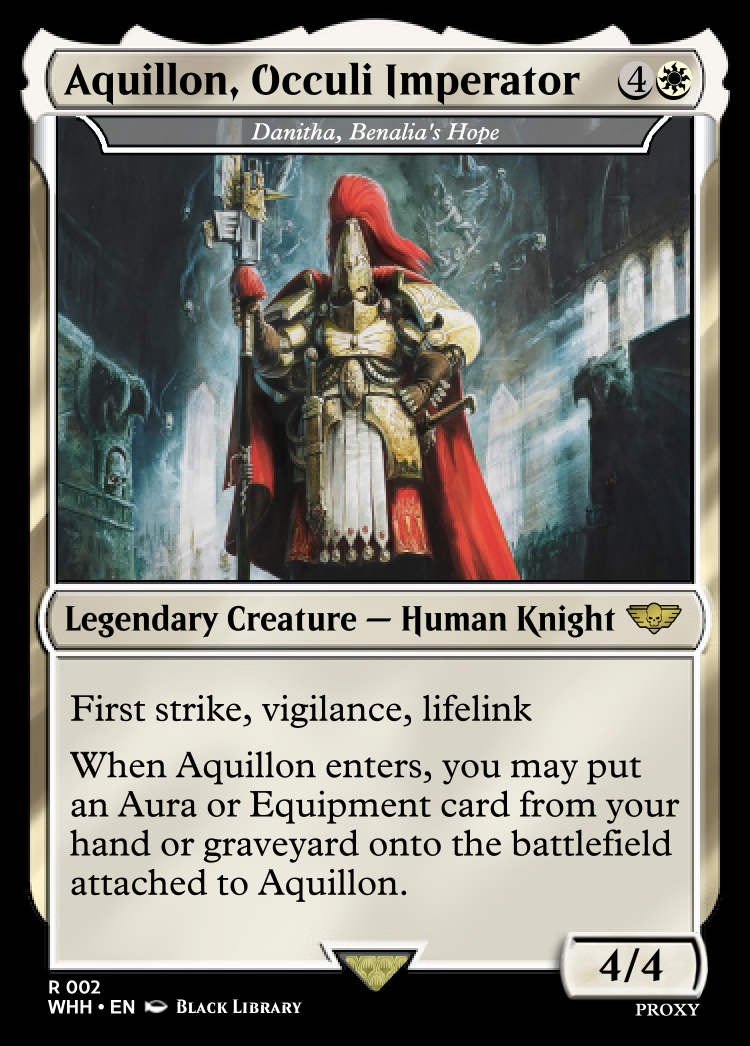 Aquillon, Occuli Imperator 4
Danitha, Benalia's Hope
Legendary Creature — Human Knight
First strike, vigilance, lifelink
When Aquillon enters, you may put
an Aura or Equipment card from your
hand or graveyard onto the battlefield
attached to Aquillon.
4/4
R 002
WHH • EN BLACK LIBRARY
PROXY